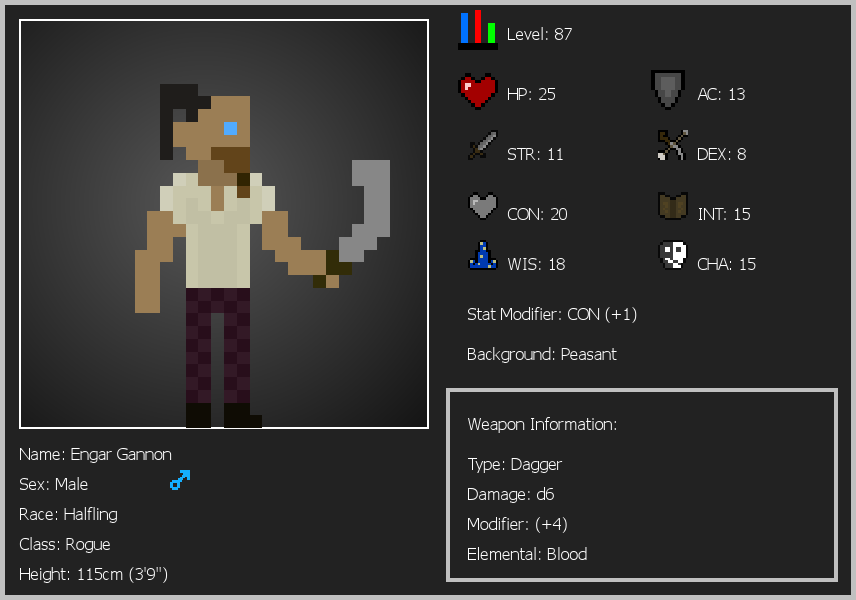 Level: 87
HP: 25
AC: 13
STR: 11
DEX: 8
CON: 20
INT: 15
WIS: 18
CHA: 15
Stat Modifier: CON (+1)
Background: Peasant
Weapon Information:
Type: Dagger
Damage: d6
Modifier: (+4)
Elemental: Blood
Name: Engar Gannon
Sex: Male
Race: Halfling
Class: Rogue
Height: 115cm (3'9")